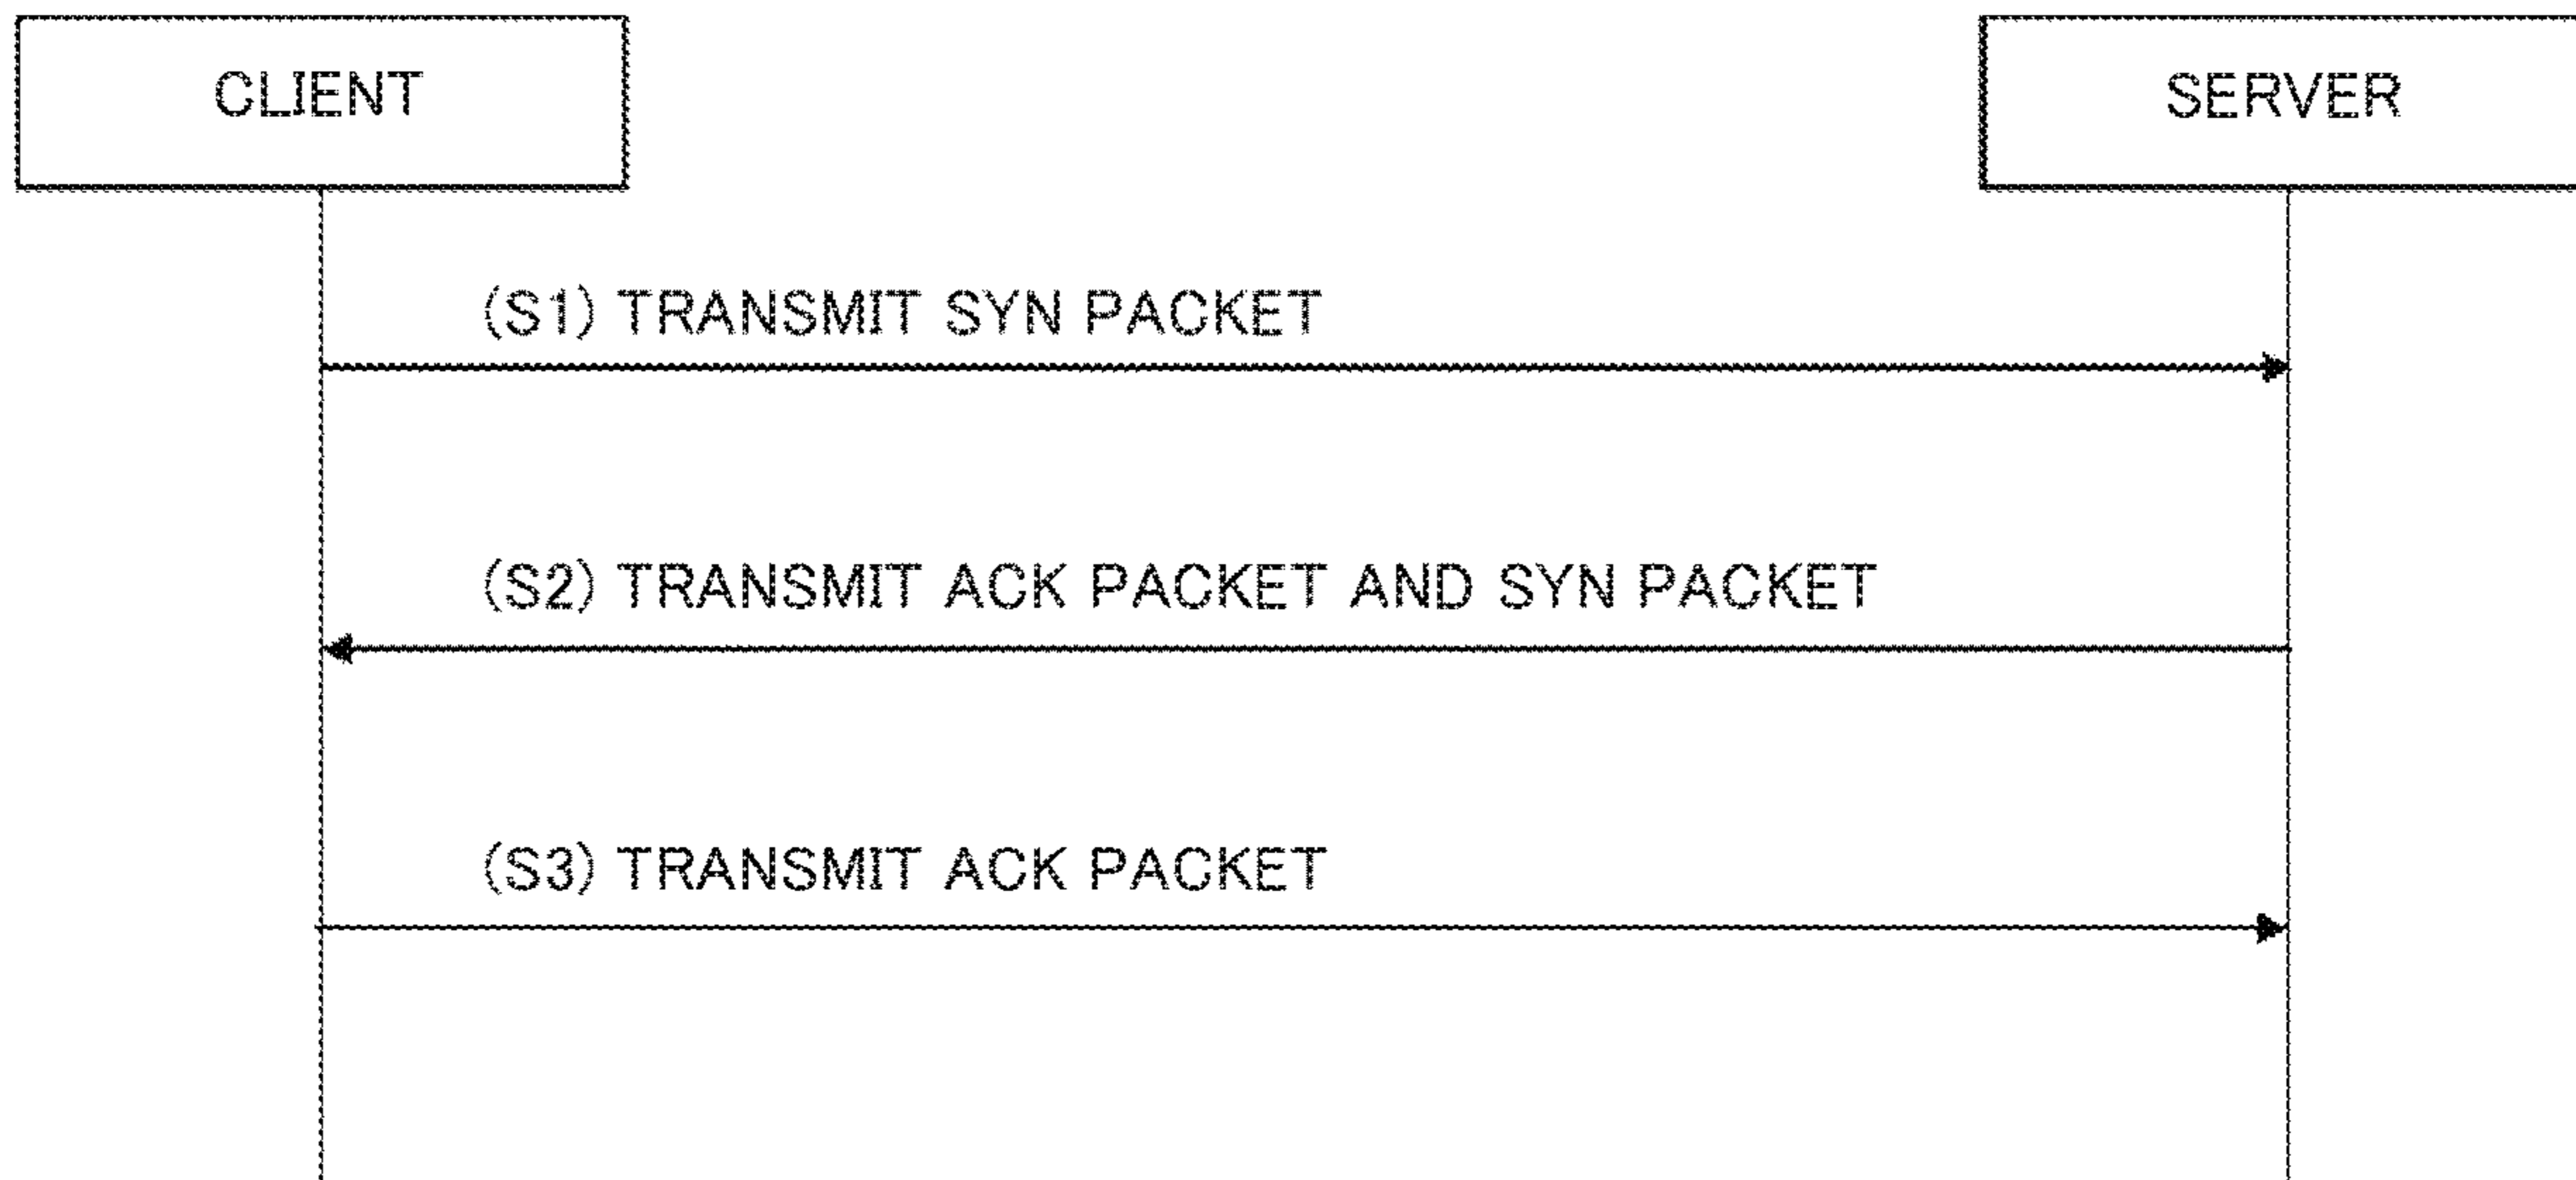 CLIENT
SERVER
(S1) TRANSMIT SYN PACKET
(S2) TRANSMIT ACK PACKET AND SYN PACKET
(S3) TRANSMIT ACK PACKET